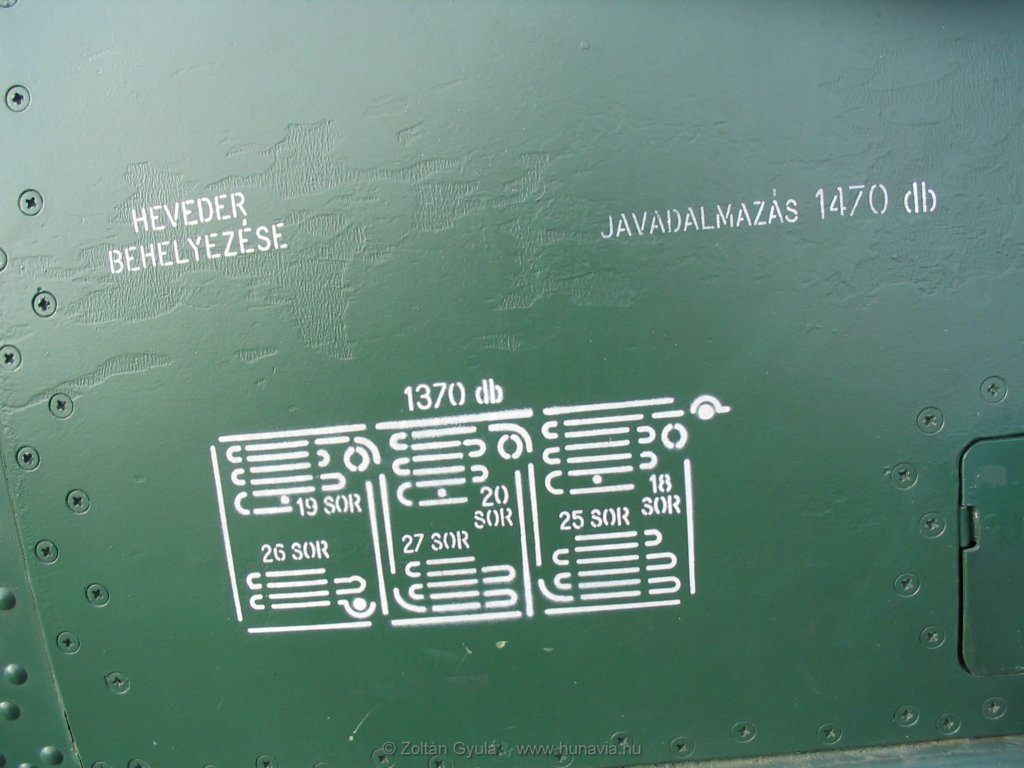 HEVEDER
BEHELYEZÉSE
JAVADALMAZÁS 1470 db
1370 db
19 SOR
20
SOR
18
SOR
26 SOR
27 SOR
25 SOR
© Zoltán Gyula. www.hunavia.hu